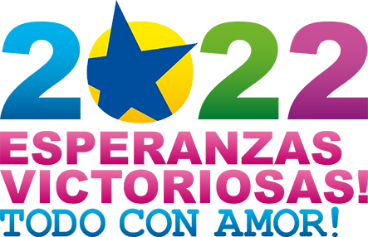 2022
ESPERANZAS
VICTORIOSAS!
TODO CON AMOR!